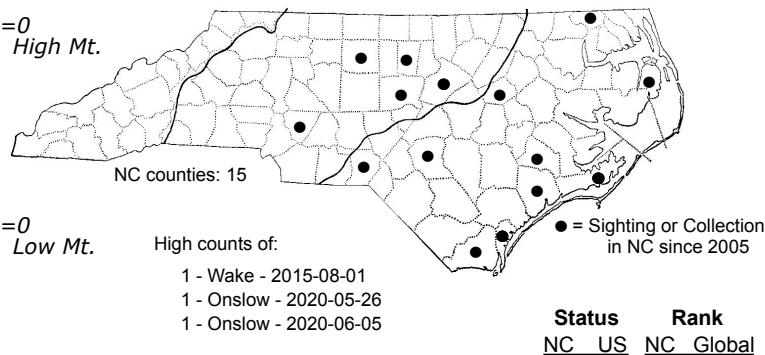 =0
High Mt.
NC counties: 15
=0
Low Mt.
High counts of:
1 - Wake - 2015-08-01
1 - Onslow - 2020-05-26
1 - Onslow - 2020-06-05
● = Sighting or Collection
in NC since 2005
Status Rank
NC US NC Global